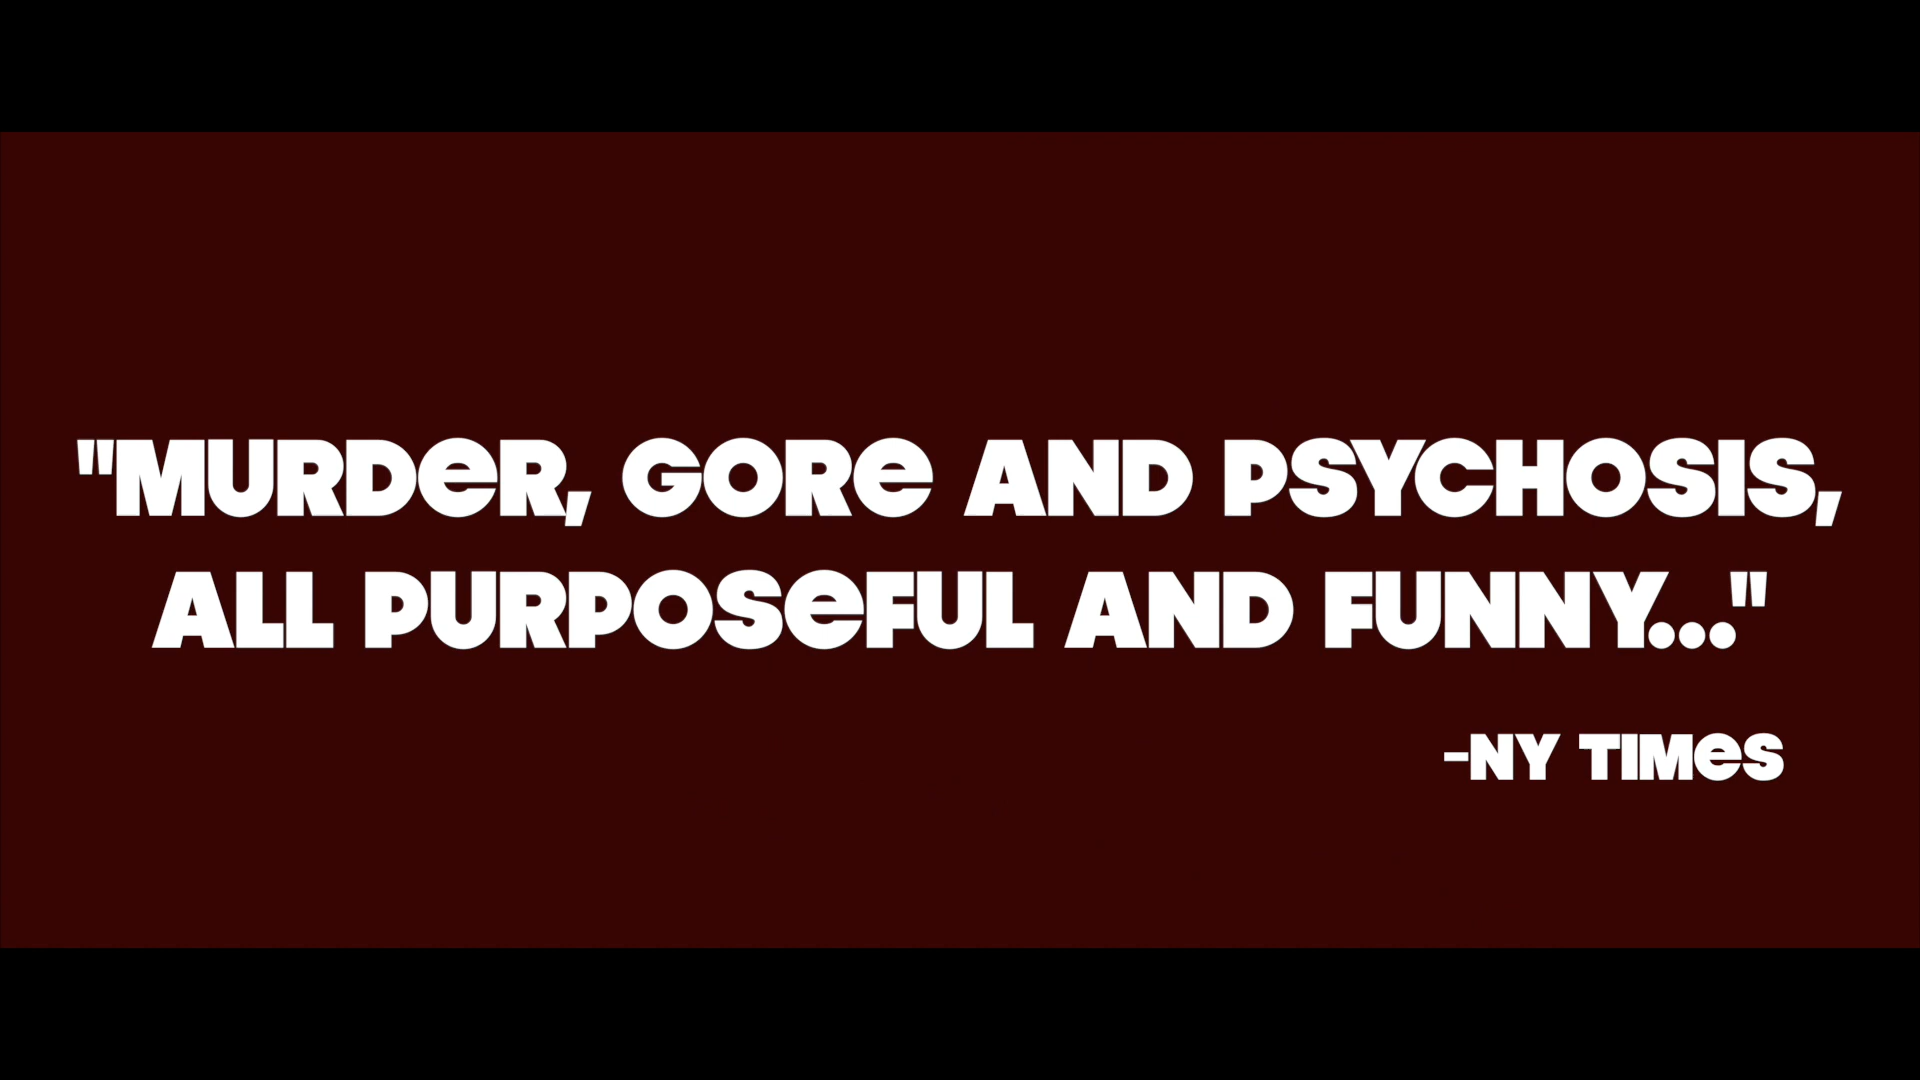 "MURDeR, GORe AND PSYCHOSIS,
ALL PURPOSeFUL AND FUNNY..."
-NY TIMeS